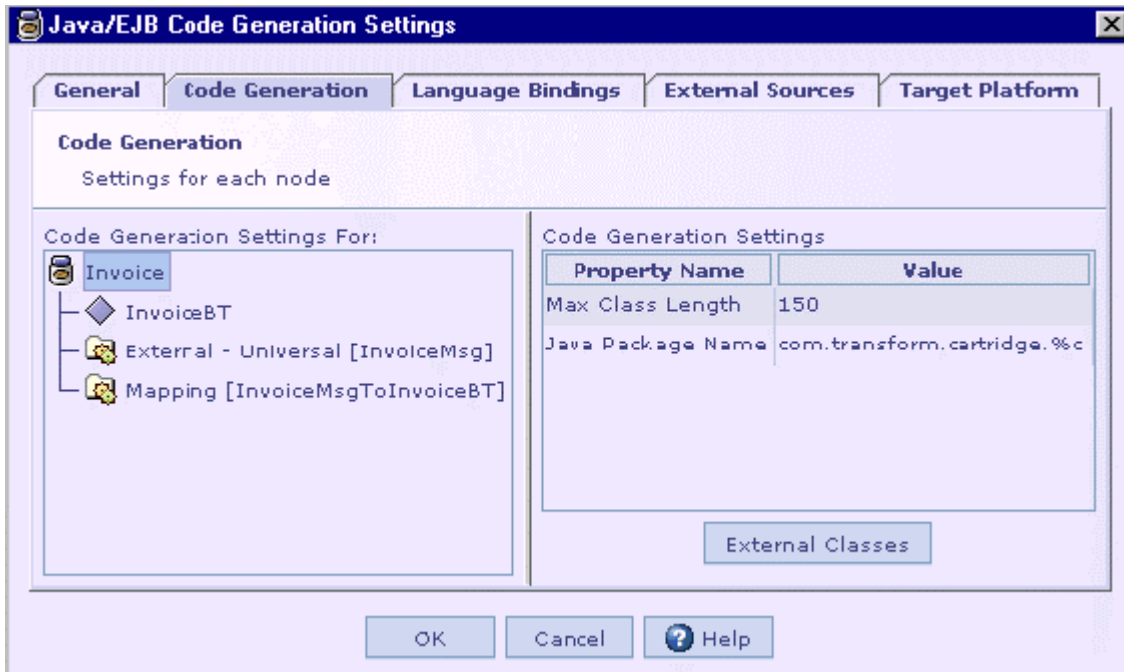 Java/EJB Code Generation Settings
General Code Generation Language Bindings External Sources Target Platform
Code Generation
Settings for each node
Code Generation Settings For:
Invoice
InvoiceBT
External - Universal [InvoiceMsg]
Mapping [InvoiceMsgToInvoiceBT]
Code Generation Settings
Property Name Value
Max Class Length 150
Java Package Name com.transform.cartridge.%c
External Classes
OK Cancel Help